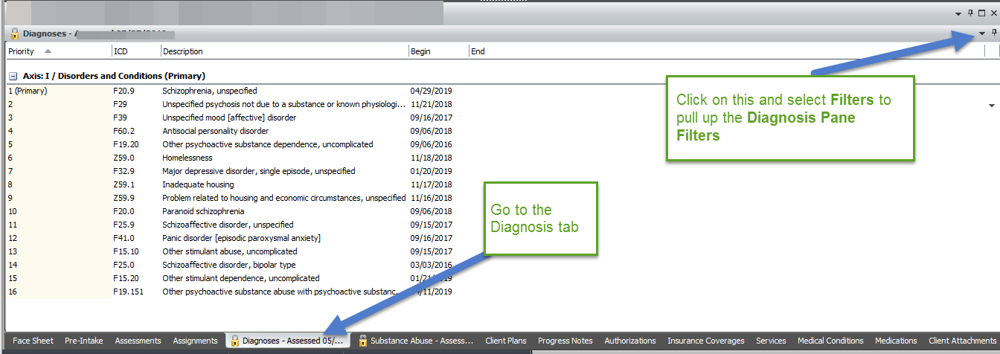 Diagnoses - A
Priority ICD Description Begin End
Axis: I / Disorders and Conditions (Primary)
1 (Primary) F20.9 Schizophrenia, unspecified 04/29/2019
2 F29 Unspecified psychosis not due to a substance or known physiologi... 11/21/2018
3 F39 Unspecified mood [affective] disorder 09/16/2017
4 F60.2 Antisocial personality disorder 09/06/2018
5 F19.20 Other psychoactive substance dependence, uncomplicated 09/06/2016
6 Z59.0 Homelessness 11/18/2018
7 F32.9 Major depressive disorder, single episode, unspecified 01/20/2019
8 Z59.1 Inadequate housing 11/17/2018
9 Z59.9 Problem related to housing and economic circumstances, unspecified 11/16/2018
10 F20.0 Paranoid schizophrenia 09/06/2018
11 F25.9 Schizoaffective disorder, unspecified 09/15/2017
12 F41.0 Panic disorder [episodic paroxysmal anxiety] 09/16/2017
13 F15.10 Other stimulant abuse, uncomplicated 09/15/2017
14 F25.0 Schizoaffective disorder, bipolar type 03/03/2016
15 F15.20 Other stimulant dependence, uncomplicated
16 F19.151 Other psychoactive substance abuse with psychoactive substanc...
Click on this and select Filters to
pull up the Diagnosis Pane
Filters
Go to the
Diagnosis tab
Face Sheet Pre-Intake Assessments Assignments Diagnoses - Assessed 05/... Substance Abuse - Assess... Client Plans Progress Notes Authorizations Insurance Coverages Services Medical Conditions Medications Client Attachments